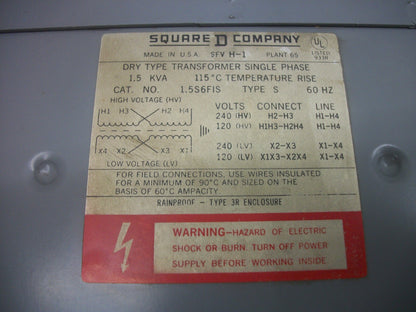 SQUARE D COMPANY
MADE IN U.S.A. SFV H-1 PLANT 65
UL
LISTED
933R
DRY TYPE TRANSFORMER SINGLE PHASE
1.5 KVA 115°C TEMPERATURE RISE
CAT. NO. 1.5S6FIS TYPE S 60 HZ
HIGH VOLTAGE (HV)
VOLTS CONNECT LINE
H1 H3 H2 H4
240 (HV) H2-H3 H1-H4
120 (HV) H1H3-H2H4 H1-H4
240 (LV) X2-X3 X1-X4
120 (LV) X1X3-X2X4 X1-X4
X4 X2 X3 X1
LOW VOLTAGE (LV)
FOR FIELD CONNECTIONS, USE WIRES INSULATED
FOR A MINIMUM OF 90°C AND SIZED ON THE
BASIS OF 60°C AMPACITY
RAINPROOF - TYPE 3R ENCLOSURE
WARNING-HAZARD OF ELECTRIC
SHOCK OR BURN. TURN OFF POWER
SUPPLY BEFORE WORKING INSIDE